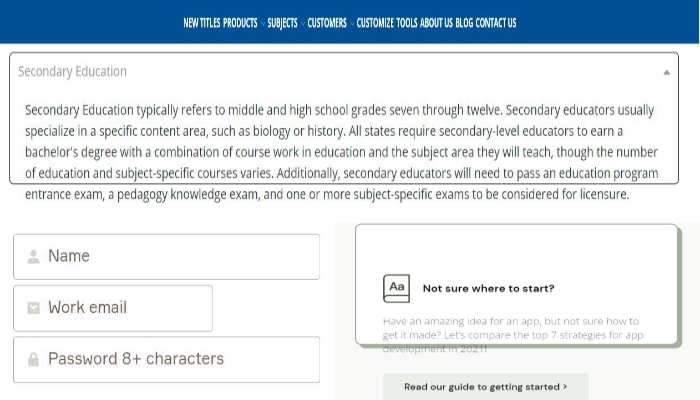 NEW TITLES PRODUCTS SUBJECTS CUSTOMERS CUSTOMIZE TOOLS ABOUT US BLOG CONTACT US
Secondary Education
Secondary Education typically refers to middle and high school grades seven through twelve. Secondary educators usually
specialize in a specific content area, such as biology or history. All states require secondary-level educators to earn a
bachelor's degree with a combination of course work in education and the subject area they will teach, though the number
of education and subject-specific courses varies. Additionally, secondary educators will need to pass an education program
entrance exam, a pedagogy knowledge exam, and one or more subject-specific exams to be considered for licensure.
Name
Work email
Password 8+ characters
Aa
Not sure where to start?
Have an amazing idea for an app, but not sure how to
get it made? Let's compare the top 7 strategies for app
development in 2021!
Read our guide to getting started >